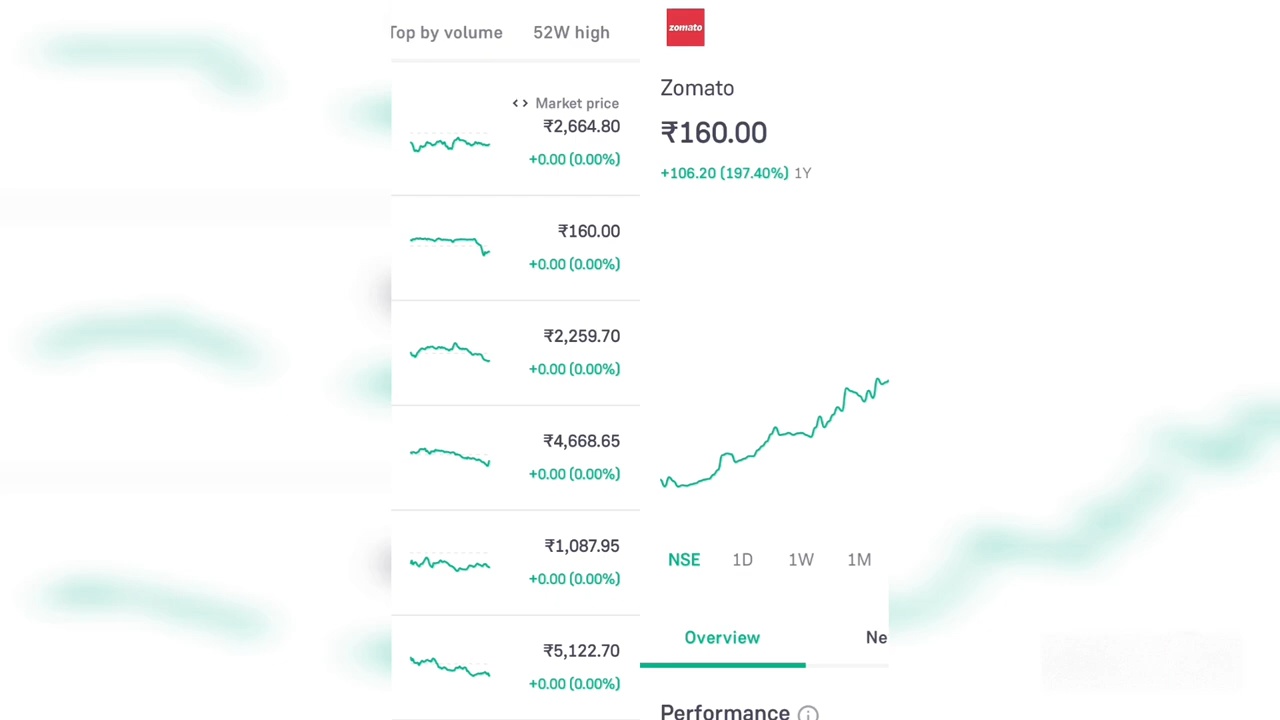 Top by volume 52W high
<> Market price
₹2,664.80
+0.00 (0.00%)
₹160.00
+0.00 (0.00%)
₹2,259.70
+0.00 (0.00%)
₹4,668.65
+0.00 (0.00%)
₹1,087.95
+0.00 (0.00%)
₹5,122.70
+0.00 (0.00%)
zomato
Zomato
₹160.00
+106.20 (197.40%) 1Y
NSE 1D 1W 1M
Overview Ne
Performance